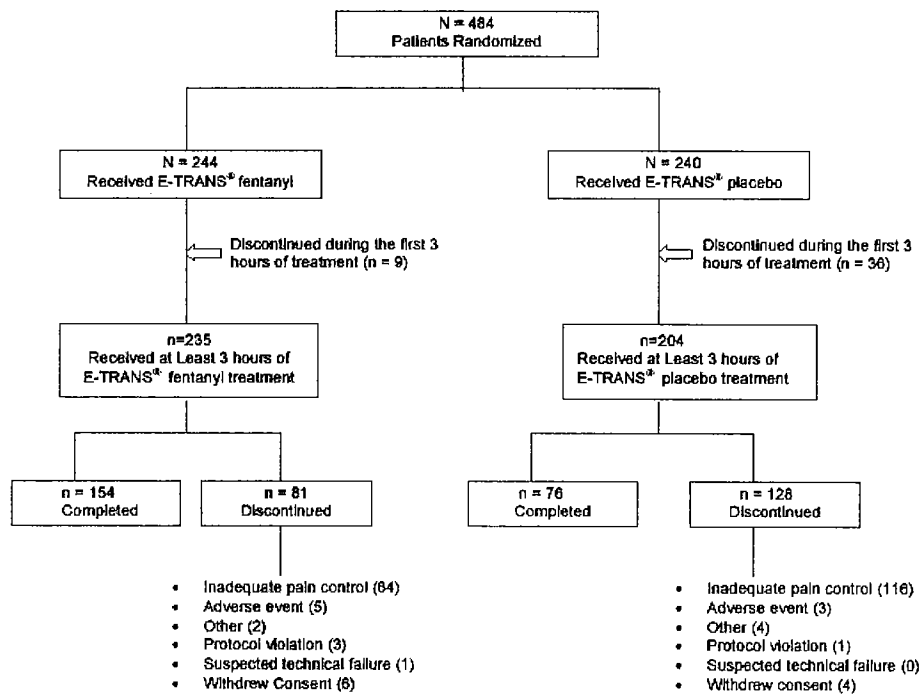 N = 484
Patients Randomized
N = 244
Received E-TRANS® fentanyl
N = 240
Received E-TRANS® placebo
Discontinued during the first 3
hours of treatment (n = 9)
Discontinued during the first 3
hours of treatment (n = 36)
n=235
Received at Least 3 hours of
E-TRANS® fentanyl treatment
n=204
Received at Least 3 hours of
E-TRANS® placebo treatment
n = 154
Completed
n = 81
Discontinued
n = 76
Completed
n = 128
Discontinued
• Inadequate pain control (64)
• Adverse event (5)
• Other (2)
• Protocol violation (3)
• Suspected technical failure (1)
• Withdrew Consent (6)
• Inadequate pain control (116)
• Adverse event (3)
• Other (4)
• Protocol violation (1)
• Suspected technical failure (0)
• Withdrew consent (4)